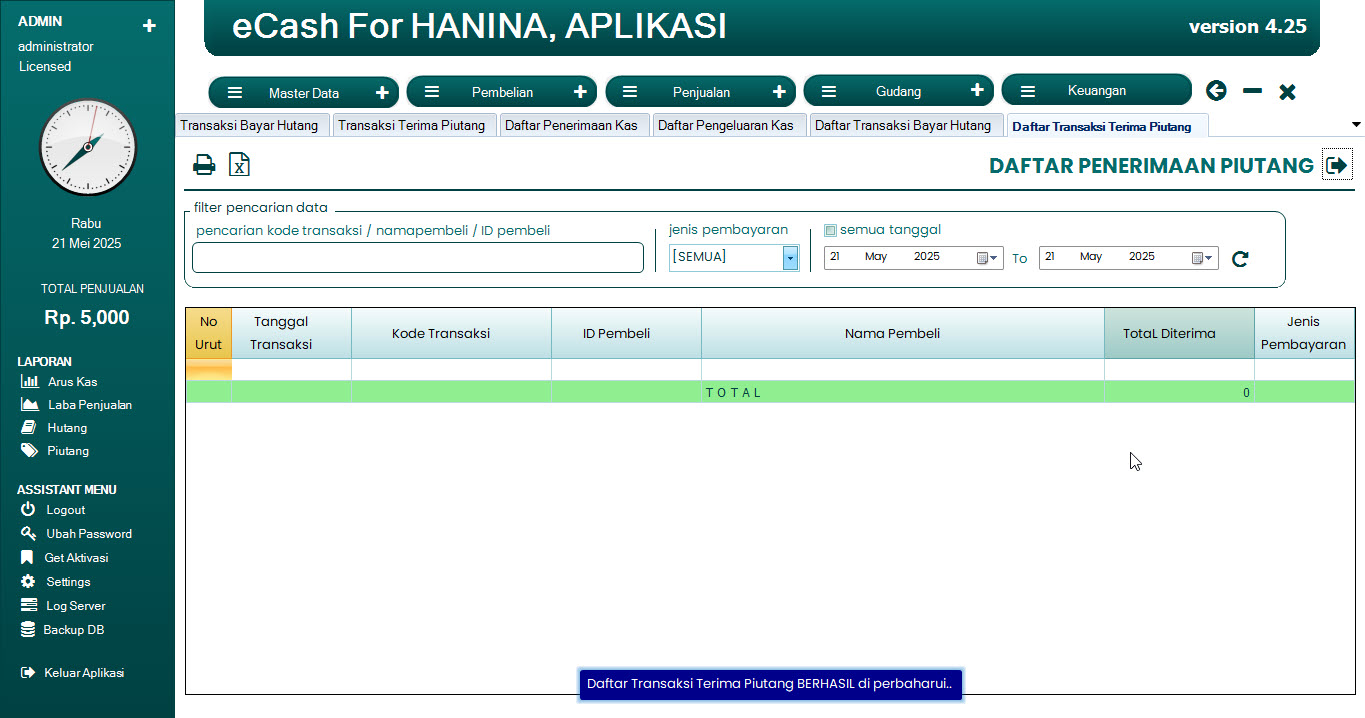 ADMIN
administrator
Licensed
eCash For HANINA, APLIKASI
version 4.25
Master Data
Pembelian
Penjualan
Gudang
Keuangan
Transaksi Bayar Hutang
Transaksi Terima Piutang
Daftar Penerimaan Kas
Daftar Pengeluaran Kas
Daftar Transaksi Bayar Hutang
Daftar Transaksi Terima Piutang
DAFTAR PENERIMAAN PIUTANG
Rabu
21 Mei 2025
TOTAL PENJUALAN
Rp. 5,000
LAPORAN
Arus Kas
Laba Penjualan
Hutang
Piutang
ASSISTANT MENU
Logout
Ubah Password
Get Aktivasi
Settings
Log Server
Backup DB
Keluar Aplikasi
filter pencarian data
pencarian kode transaksi / namapembeli / ID pembeli
jenis pembayaran
[SEMUA]
semua tanggal
21 May 2025
To
21 May 2025
No Urut
Tanggal Transaksi
Kode Transaksi
ID Pembeli
Nama Pembeli
TotaL Diterima
Jenis Pembayaran
T O T A L
0
Daftar Transaksi Terima Piutang BERHASIL di perbaharui..